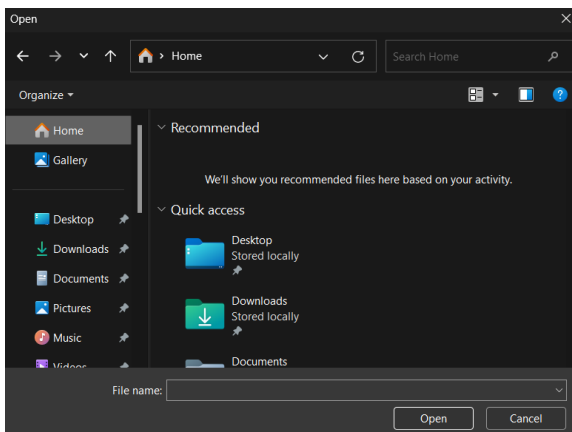 Open
Home
Search Home
Organize
Home
Gallery
Desktop
Downloads
Documents
Pictures
Music
Videos
Recommended
We'll show you recommended files here based on your activity.
Quick access
Desktop
Stored locally
Downloads
Stored locally
Documents
File name:
Open
Cancel